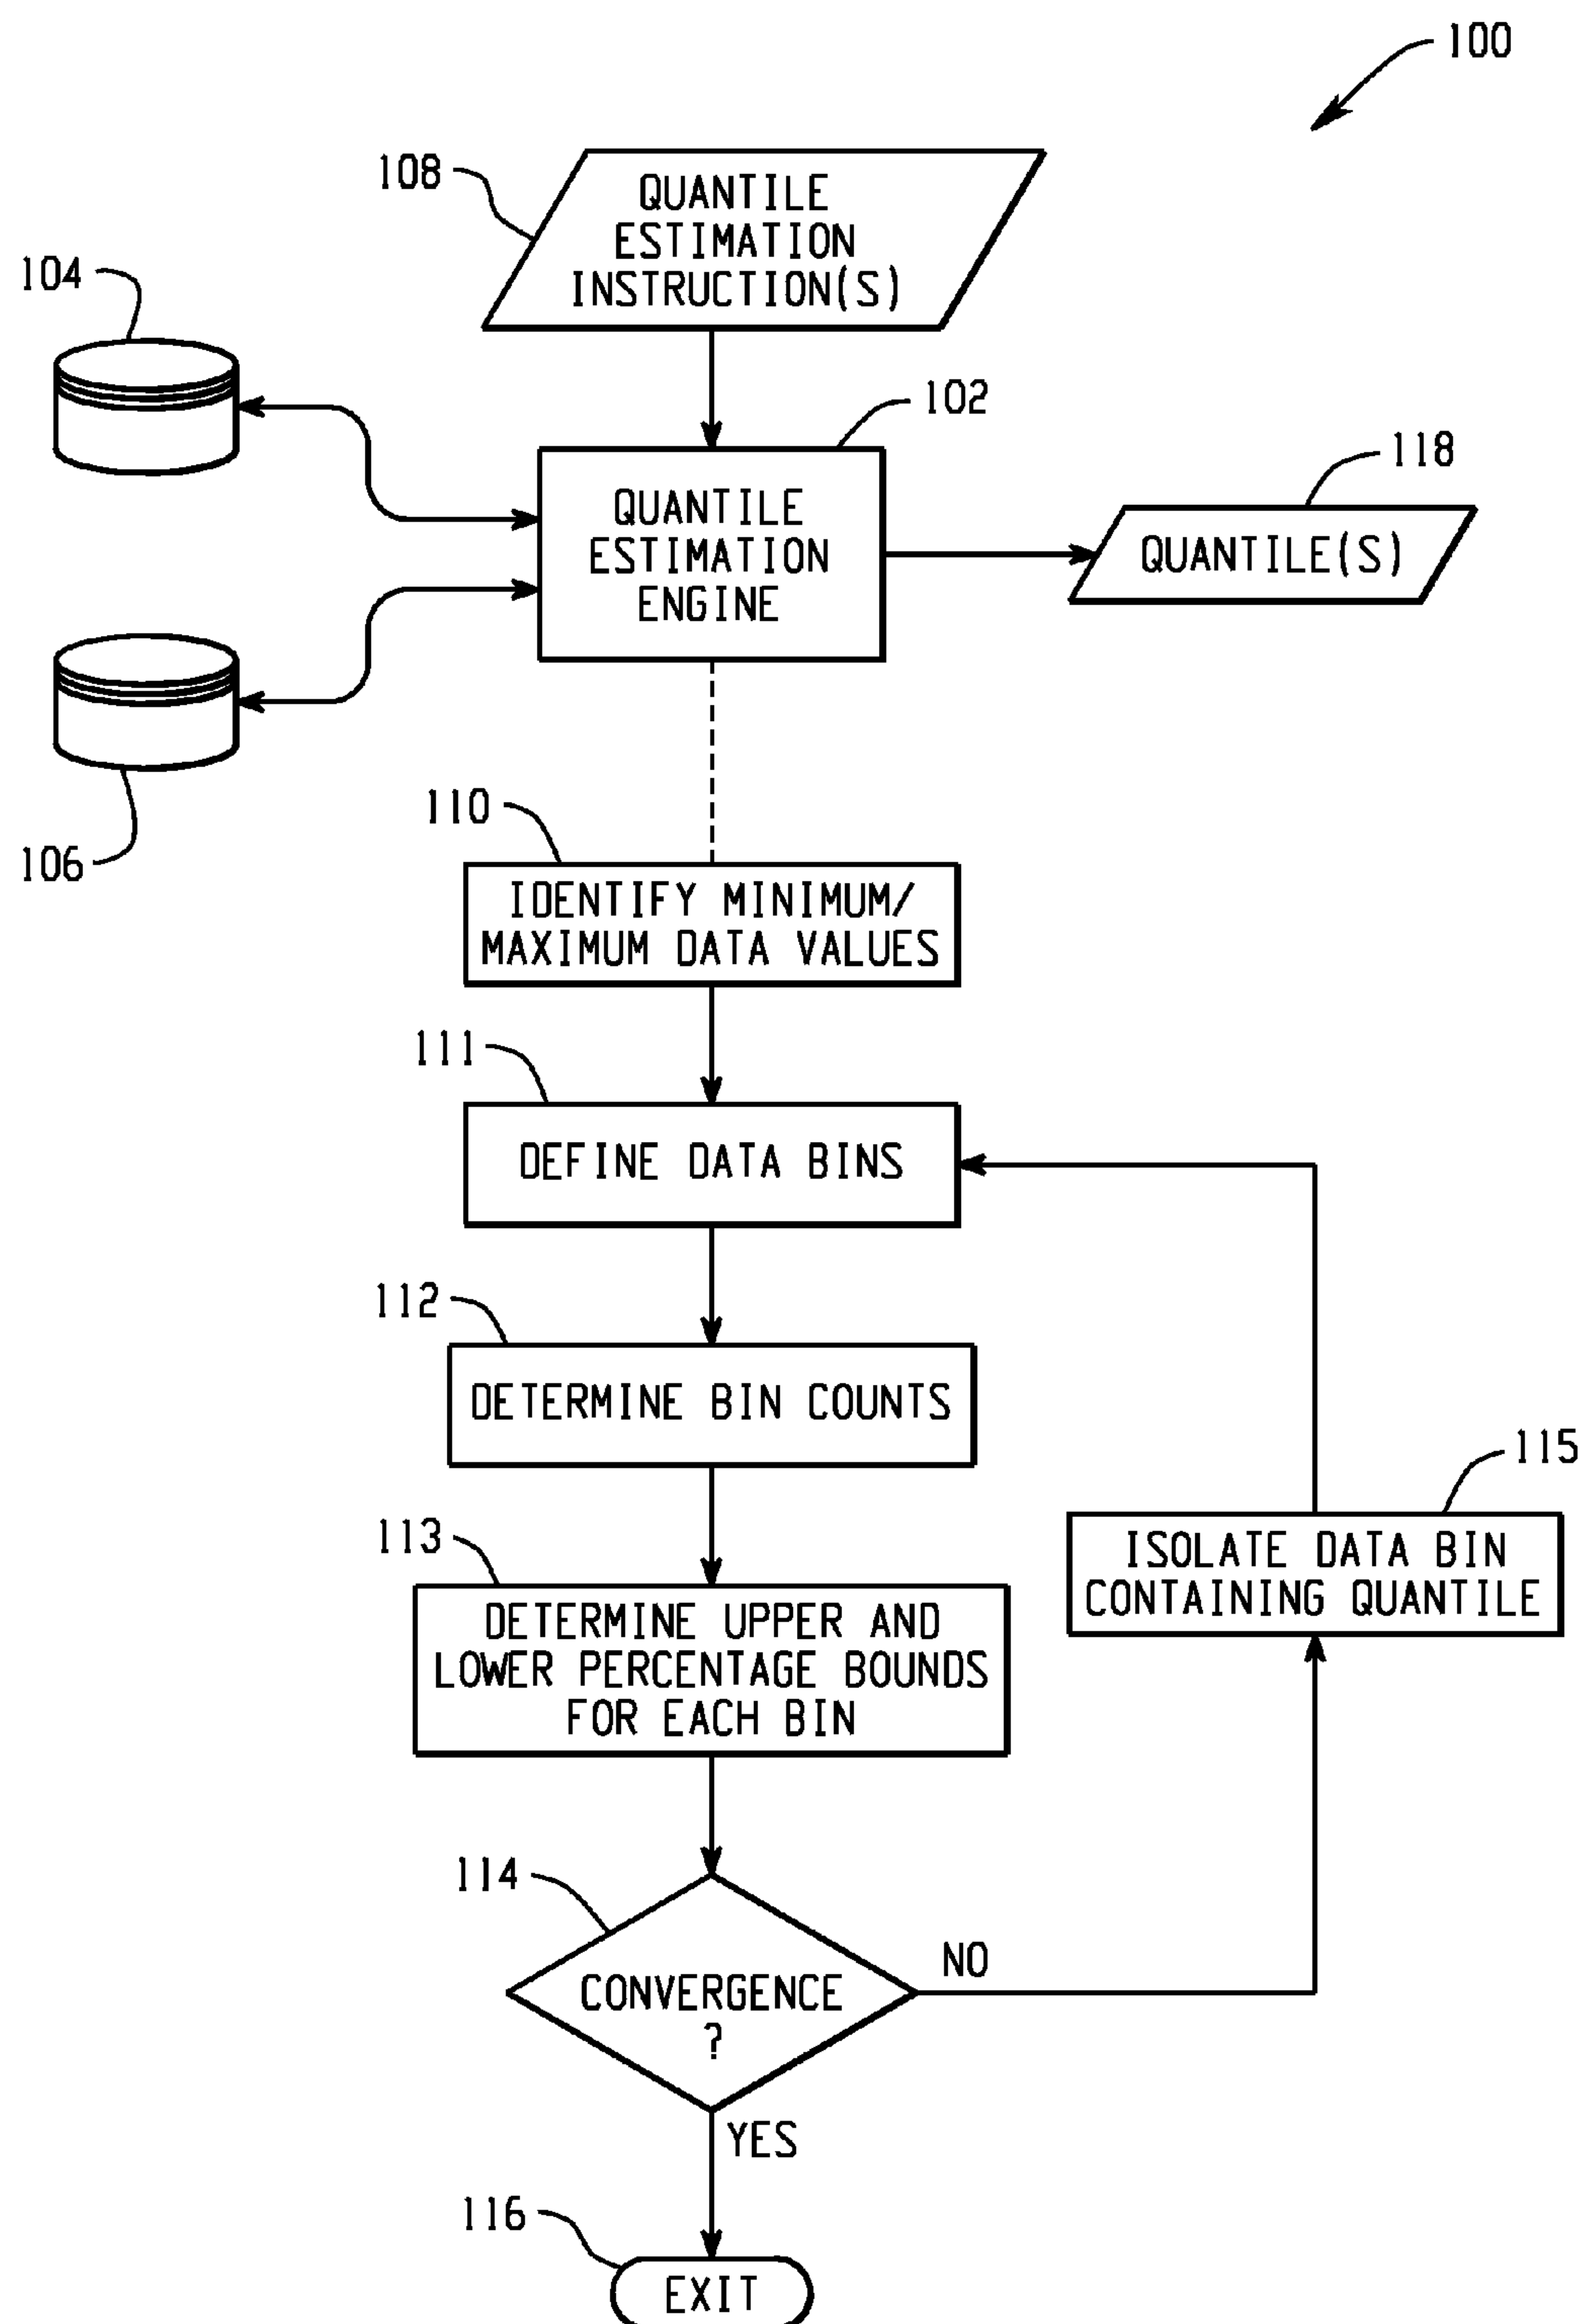 100
108
QUANTILE
ESTIMATION
INSTRUCTION(S)
104
102
118
QUANTILE
ESTIMATION
ENGINE
QUANTILE(S)
106
110
IDENTIFY MINIMUM/
MAXIMUM DATA VALUES
111
DEFINE DATA BINS
112
DETERMINE BIN COUNTS
115
ISOLATE DATA BIN
CONTAINING QUANTILE
113
DETERMINE UPPER AND
LOWER PERCENTAGE BOUNDS
FOR EACH BIN
114
CONVERGENCE
?
NO
YES
116
EXIT